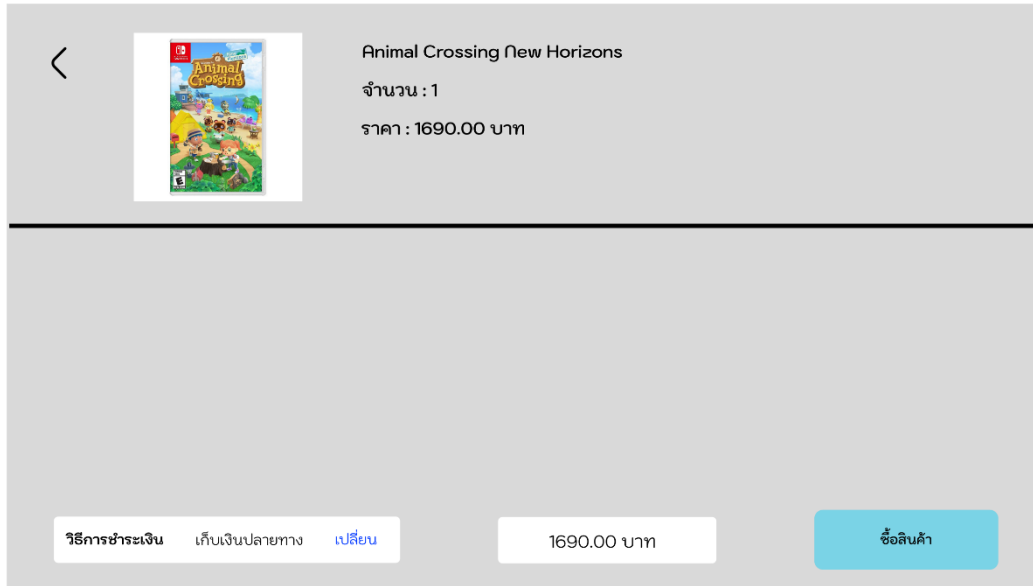 Animal Crossing New Horizons
จำนวน : 1
ราคา : 1690.00 บาท
Animal
Crossing
วิธีการชำระเงิน เก็บเงินปลายทาง เปลี่ยน
1690.00 บาท
ซื้อสินค้า